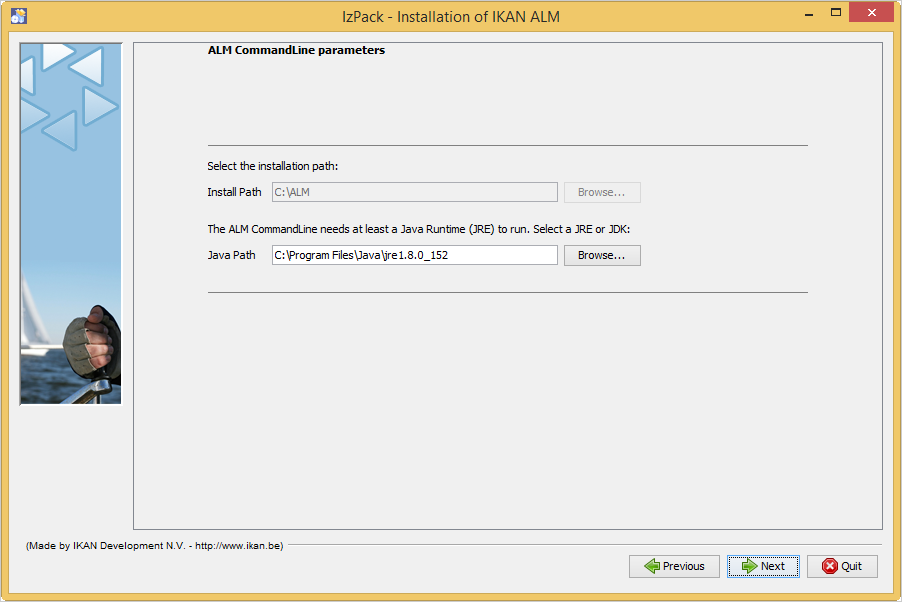 IzPack - Installation of IKAN ALM
ALM CommandLine parameters
Select the installation path:
Install Path C:\ALM Browse...
The ALM CommandLine needs at least a Java Runtime (JRE) to run. Select a JRE or JDK:
Java Path C:\Program Files\Java\jre1.8.0_152 Browse...
(Made by IKAN Development N.V. - http://www.ikan.be)
Previous Next Quit